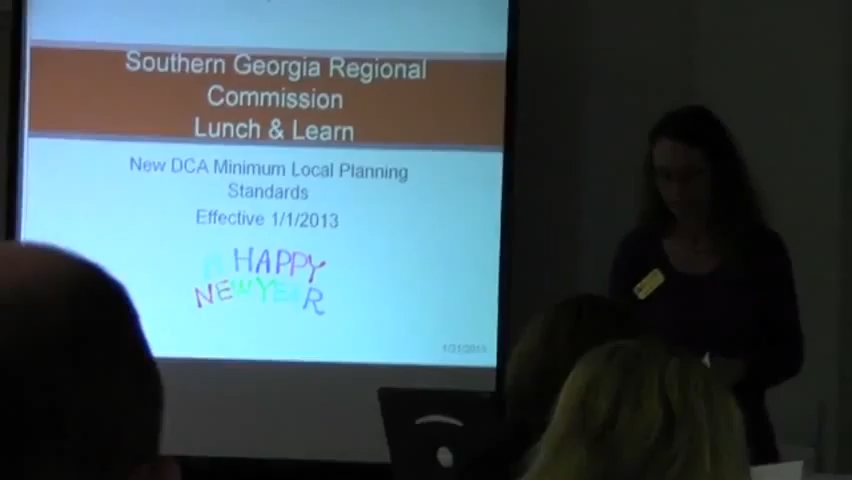 Southern Georgia Regional
Commission
Lunch & Learn
New DCA Minimum Local Planning
Standards
Effective 1/1/2013
A HAPPY
NEW YEAR